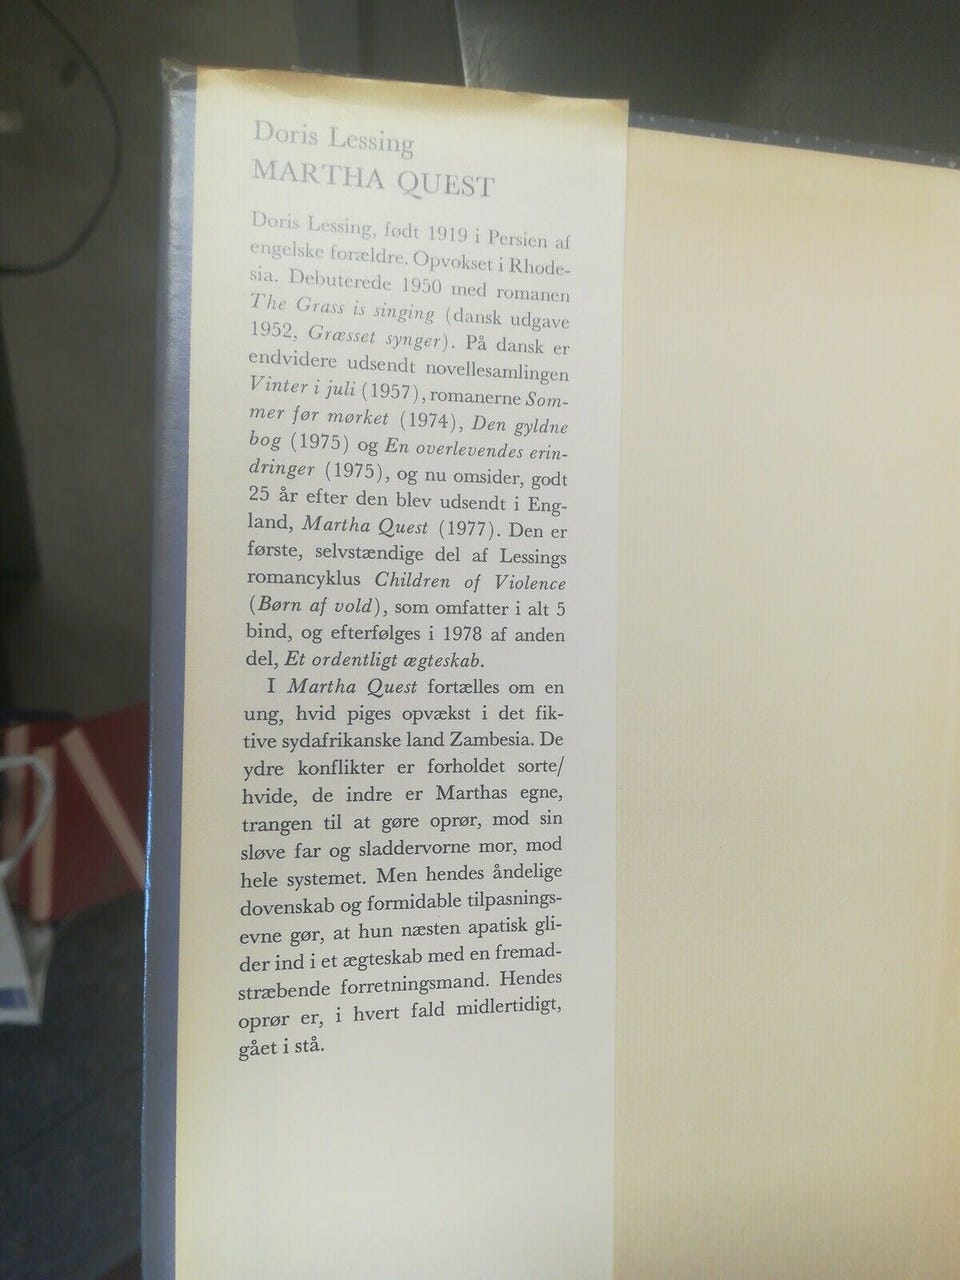 Doris Lessing
MARTHA QUEST
Doris Lessing, født 1919 i Persien af
engelske forældre. Opvokset i Rhode-
sia. Debuterede 1950 med romanen
The Grass is singing (dansk udgave
1952, Græsset synger). På dansk er
endvidere udsendt novellesamlingen
Vinter i juli (1957), romanerne Som-
mer før mørket (1974), Den gyldne
bog (1975) og En overlevendes erin-
dringer (1975), og nu omsider, godt
25 år efter den blev udsendt i Eng-
land, Martha Quest (1977). Den er
første, selvstændige del af Lessings
romancyklus Children of Violence
(Børn af vold), som omfatter i alt 5
bind, og efterfølges i 1978 af anden
del, Et ordentligt ægteskab.
I Martha Quest fortælles om en
ung, hvid piges opvækst i det fik-
tive sydafrikanske land Zambesia. De
ydre konflikter er forholdet sorte/
hvide, de indre er Marthas egne,
trangen til at gøre oprør, mod sin
sløve far og sladdervorne mor, mod
hele systemet. Men hendes åndelige
dovenskab og formidable tilpasnings-
evne gør, at hun næsten apatisk gli-
der ind i et ægteskab med en fremad-
stræbende forretningsmand. Hendes
oprør er, i hvert fald midlertidigt,
gået i stå.